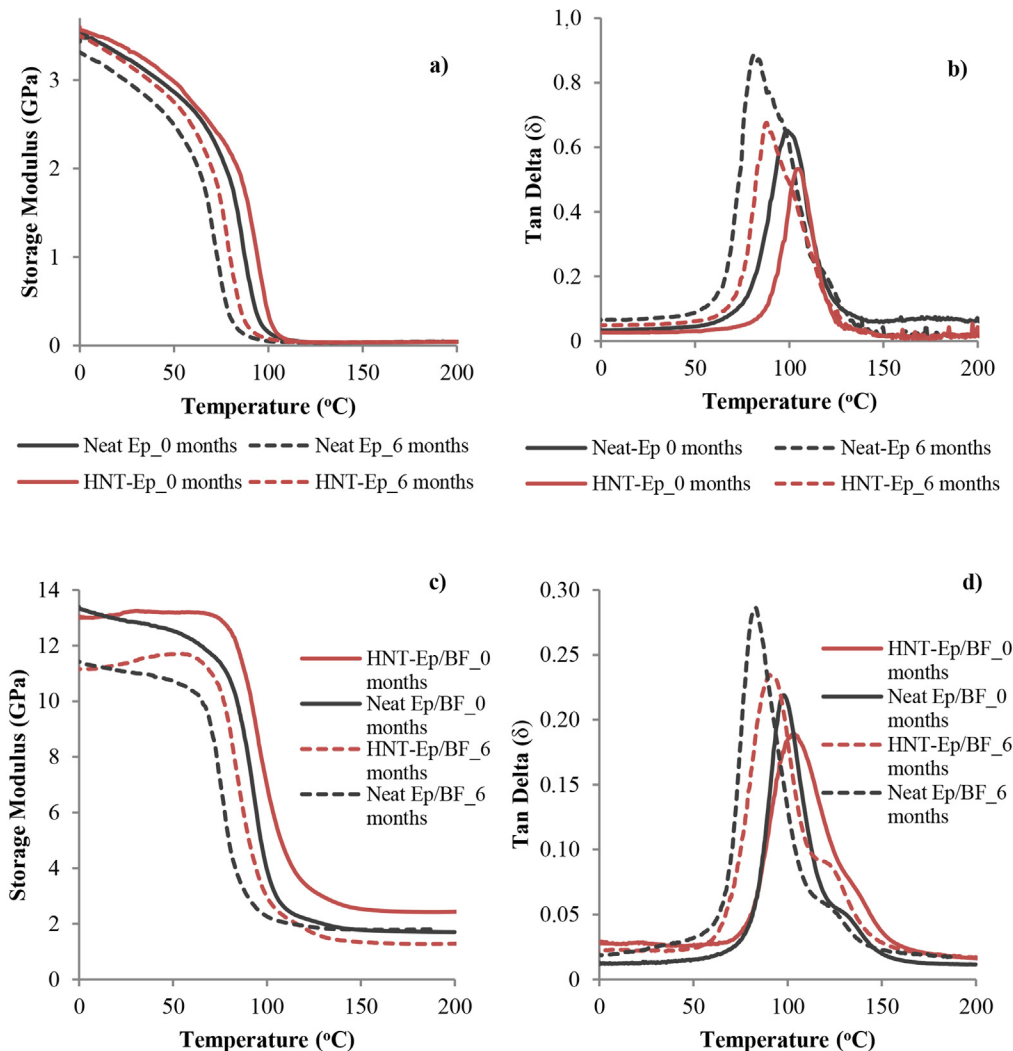 a)
Storage Modulus (GPa)
3
2
1
0
0 50 100 150 200
Temperature (°C)
Neat Ep_0 months Neat Ep_6 months
HNT-Ep_0 months HNT-Ep_6 months
b)
Tan Delta (δ)
1,0
0.8
0.6
0.4
0.2
0
0 50 100 150 200
Temperature (°C)
Neat-Ep 0 months Neat-Ep 6 months
HNT-Ep_0 months HNT-Ep_6 months
c)
Storage Modulus (GPa)
14
12
10
8
6
4
2
0
0 50 100 150 200
Temperature (°C)
HNT-Ep/BF_0
months
Neat Ep/BF_0
months
HNT-Ep/BF_6
months
Neat Ep/BF_6
months
d)
Tan Delta (δ)
0.30
0.25
0.20
0.15
0.10
0.05
0
0 50 100 150 200
Temperature (°C)
HNT-Ep/BF_0
months
Neat Ep/BF_0
months
HNT-Ep/BF_6
months
Neat Ep/BF_6
months